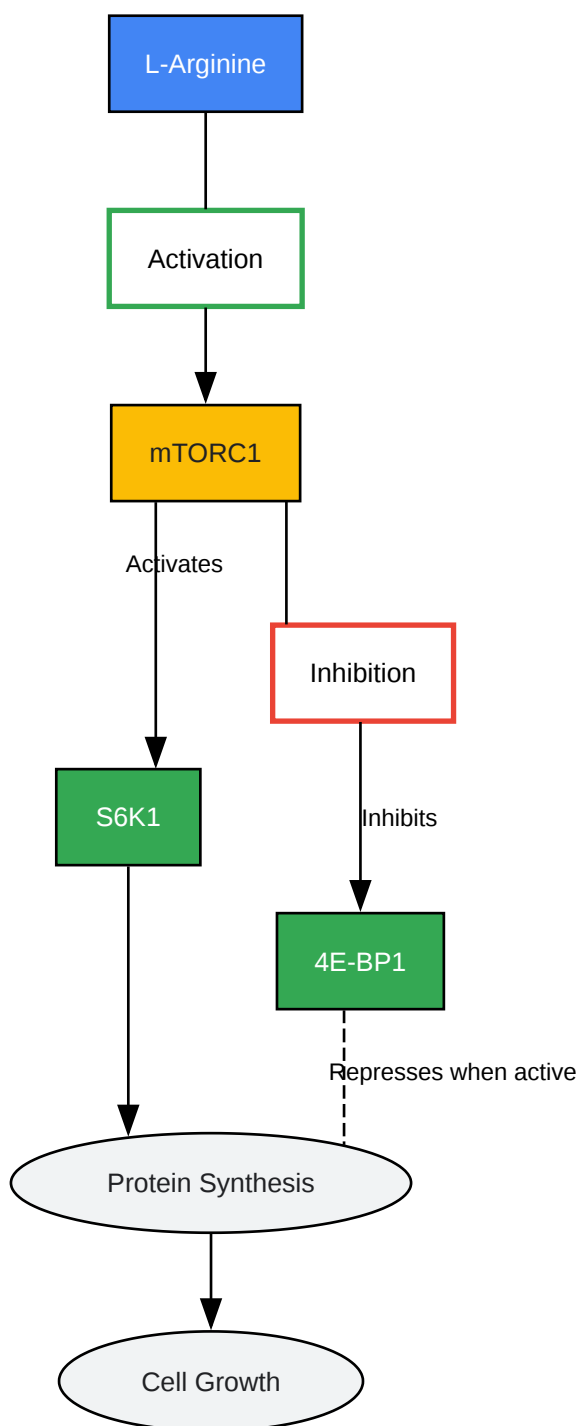 L-Arginine
Activation
mTORC1
Activates
Inhibition
S6K1
Inhibits
4E-BP1
Represses when active
Protein Synthesis
Cell Growth